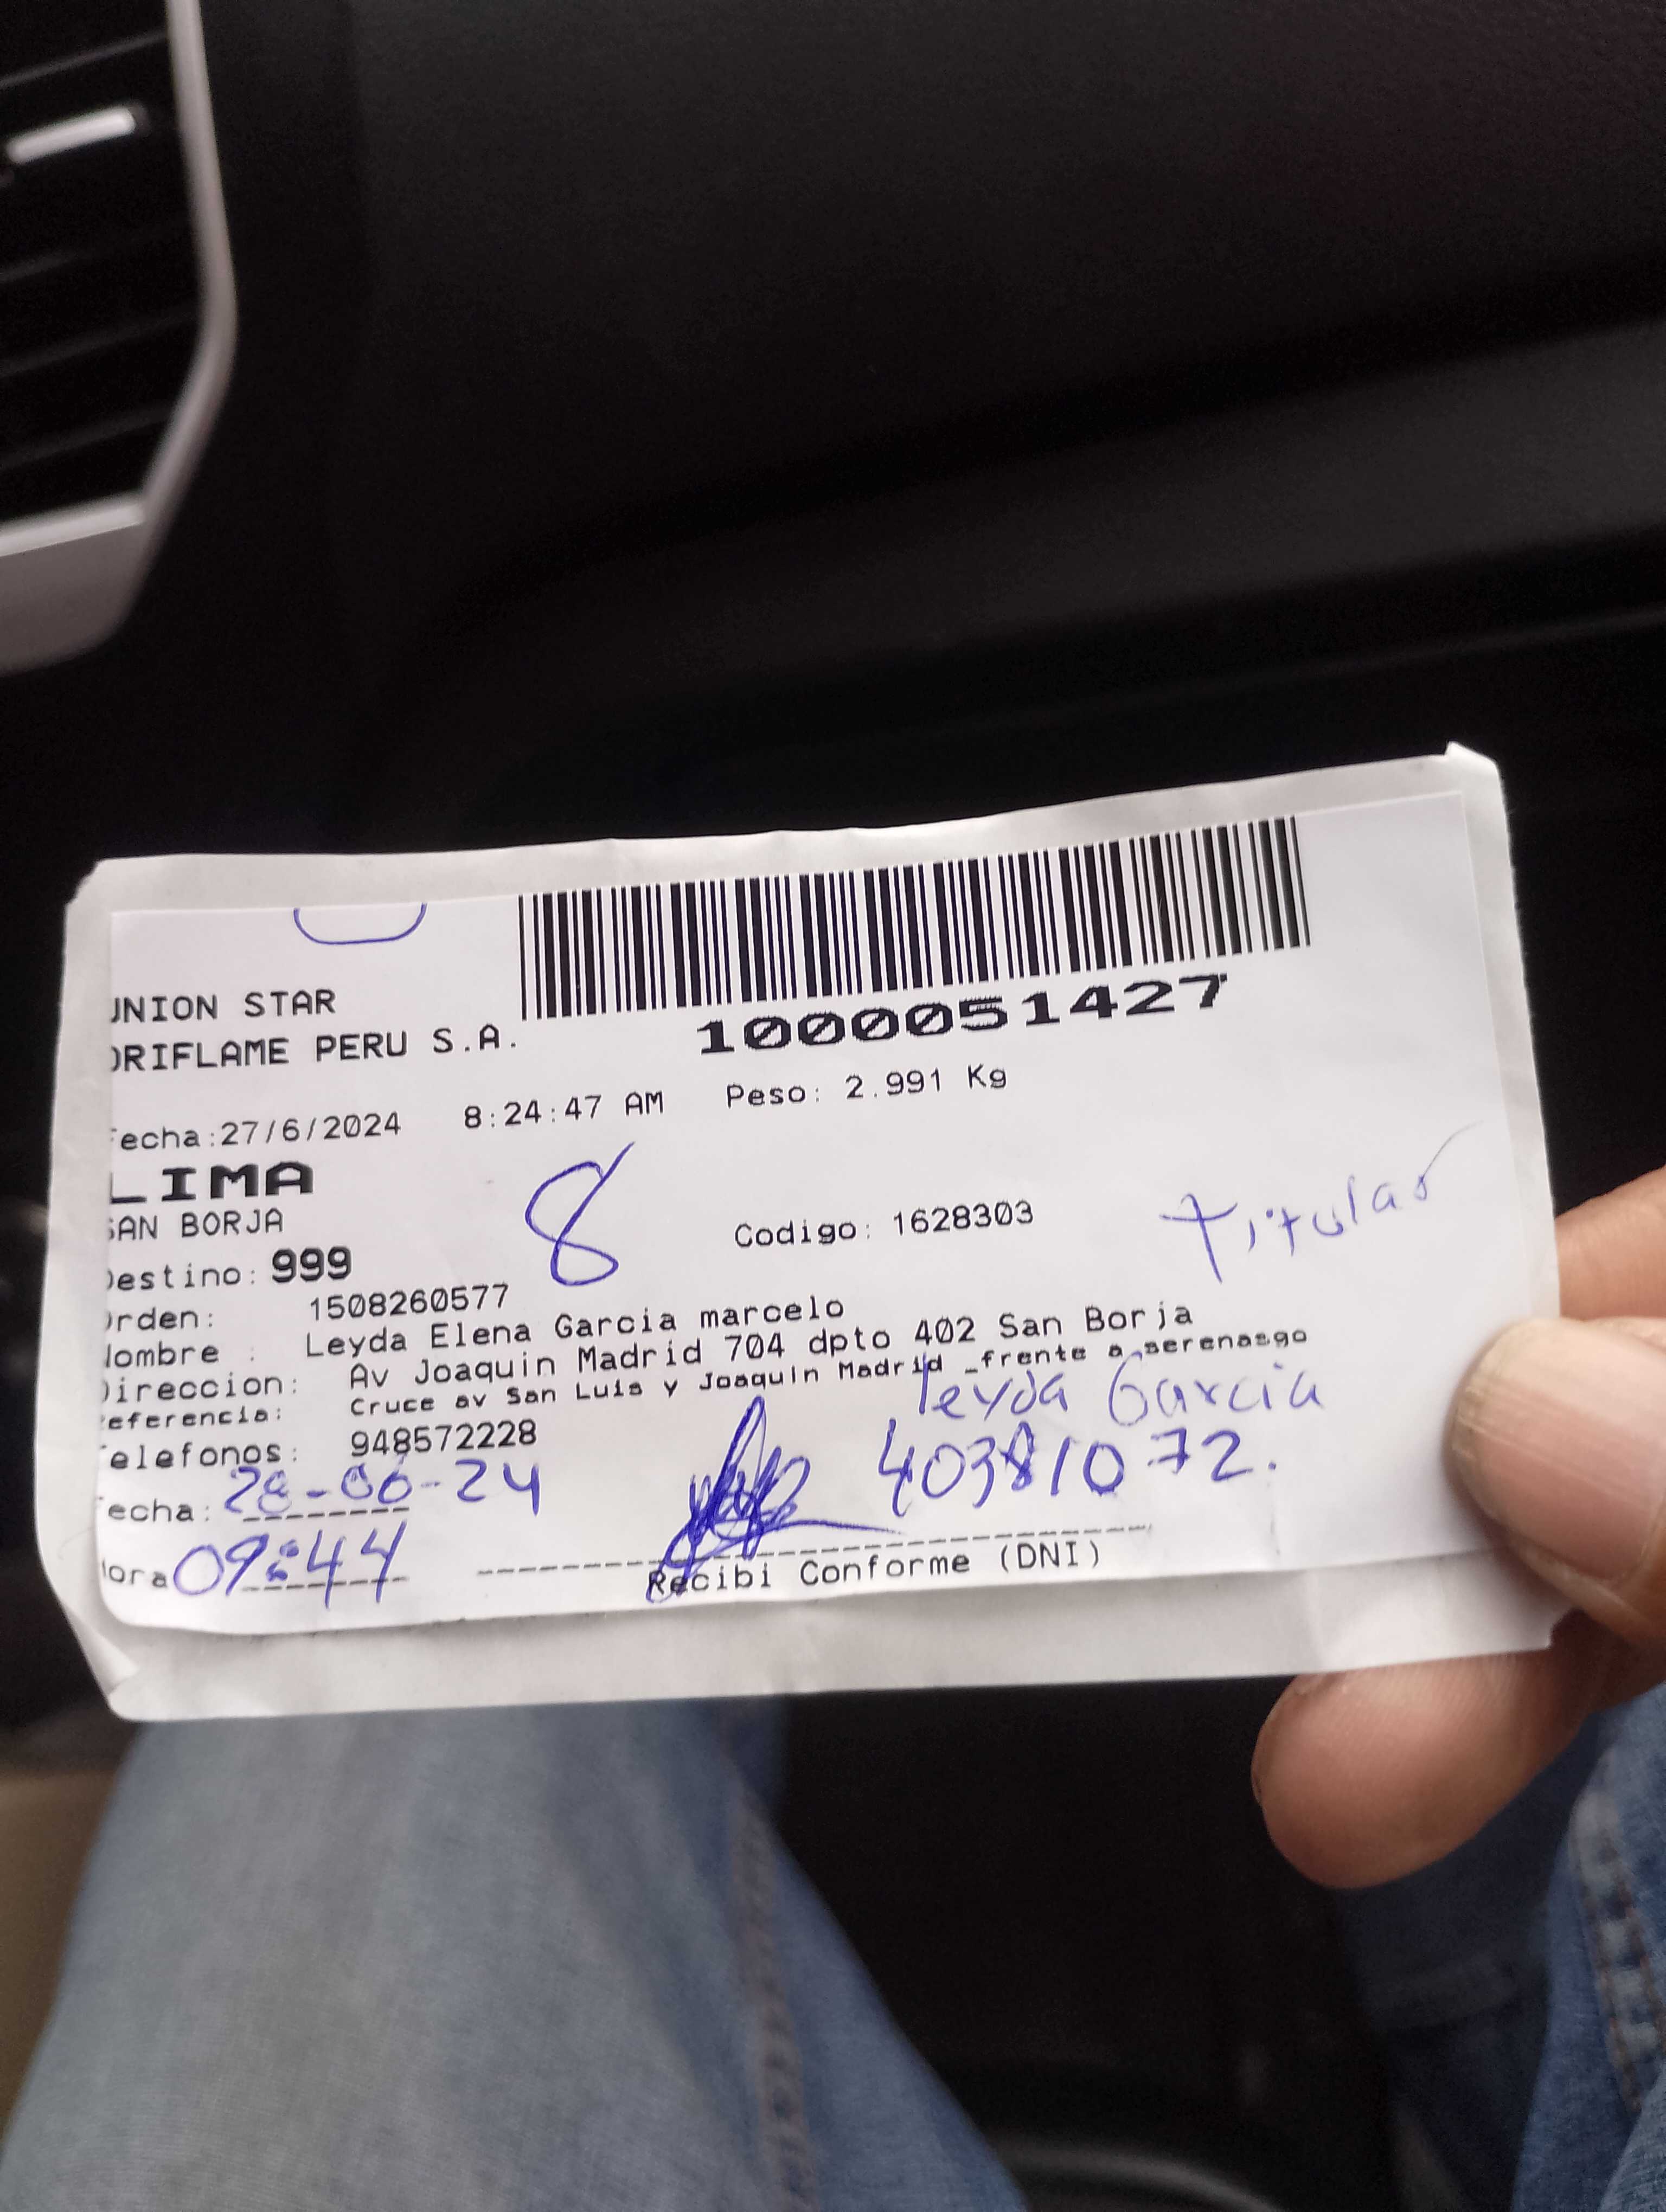 UNION STAR
ORIFLAME PERU S.A.
1000051427
Fecha:27/6/2024 8:24:47 AM Peso: 2.991 Kg
LIMA
SAN BORJA
8
Codigo: 1628303
Titular
Destino: 999
Orden: 1508260577
Nombre : Leyda Elena Garcia marcelo
Direccion: Av Joaquin Madrid 704 dpto 402 San Borja
Referencia: Cruce av San Luis y Joaquin Madrid _frente a serenasgo
Leyda Garcia
Telefonos: 948572228
40381072.
Fecha: 28-06-24
Hora 09:44
Recibi Conforme (DNI)